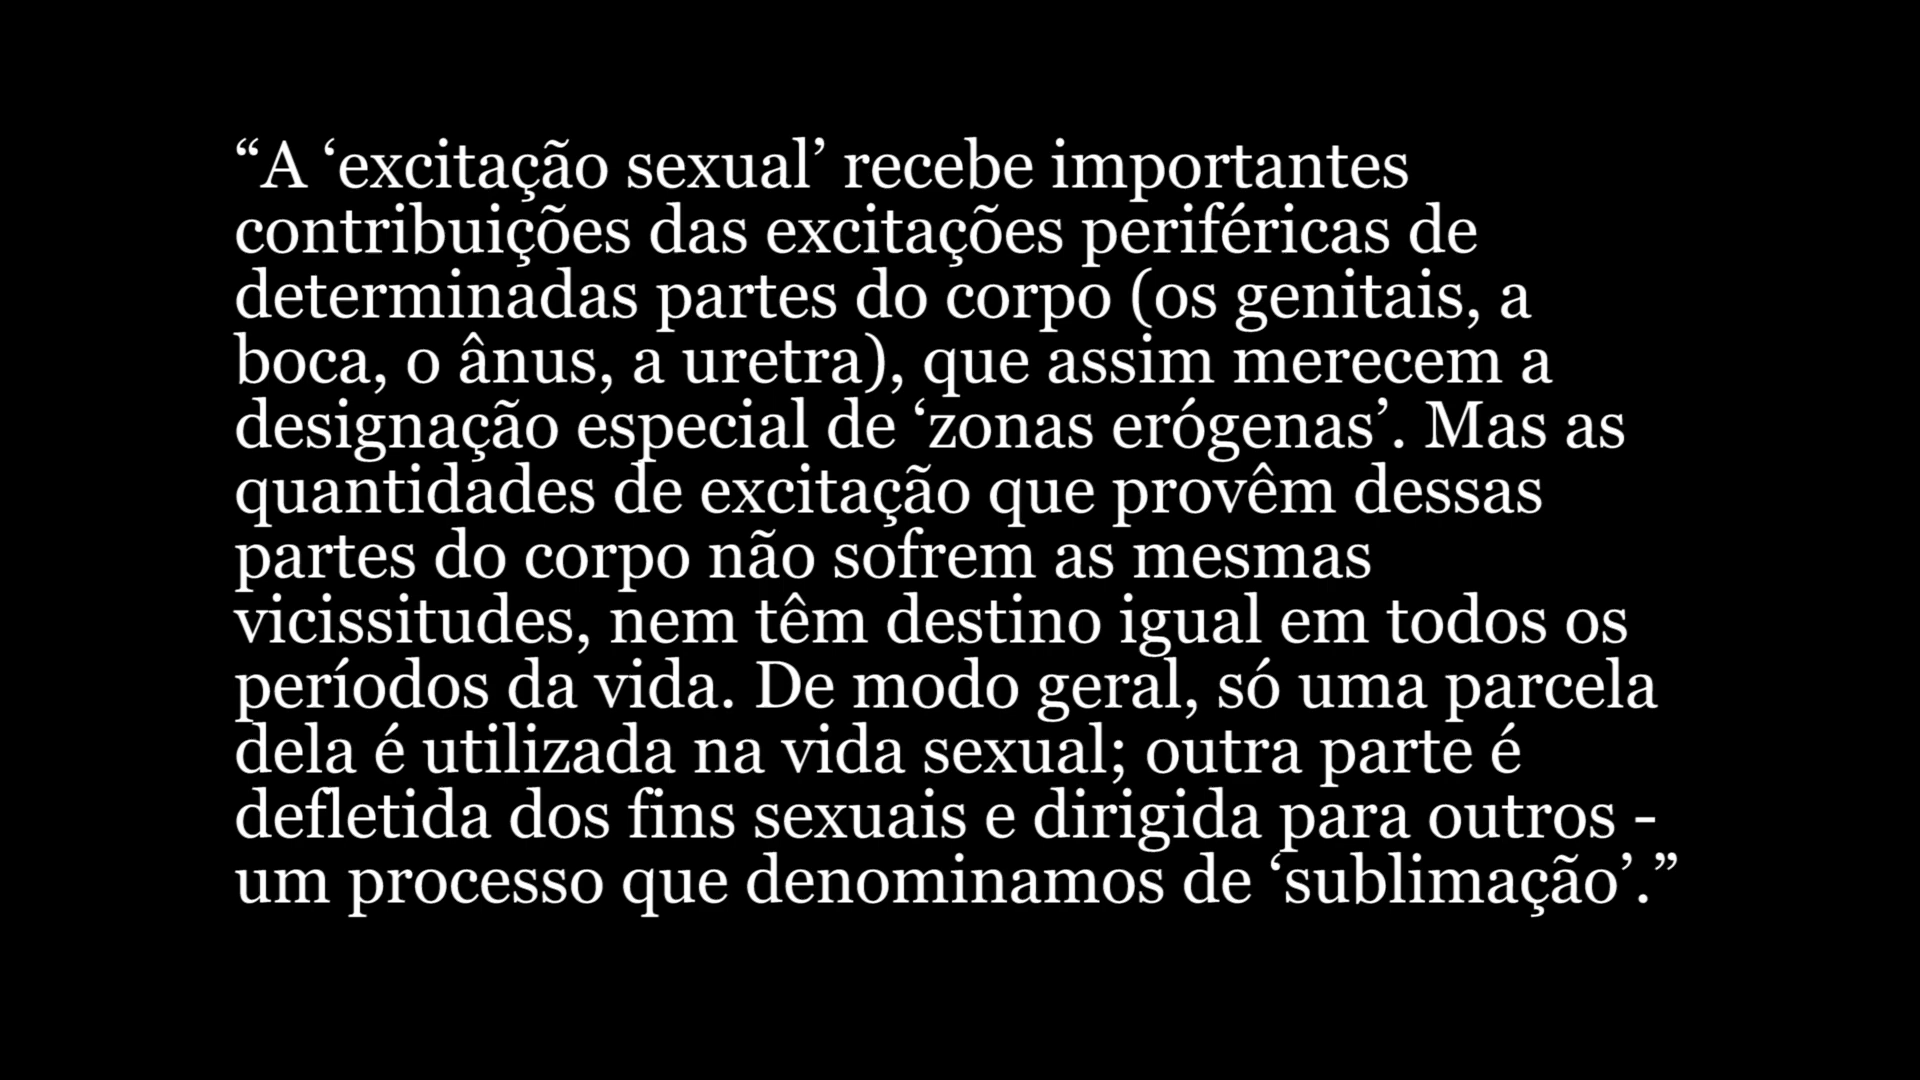 “A ‘excitação sexual’ recebe importantes
contribuições das excitações periféricas de
determinadas partes do corpo (os genitais, a
boca, o ânus, a uretra), que assim merecem a
designação especial de ‘zonas erógenas’. Mas as
quantidades de excitação que provêm dessas
partes do corpo não sofrem as mesmas
vicissitudes, nem têm destino igual em todos os
períodos da vida. De modo geral, só uma parcela
dela é utilizada na vida sexual; outra parte é
defletida dos fins sexuais e dirigida para outros -
um processo que denominamos de ‘sublimação’.”